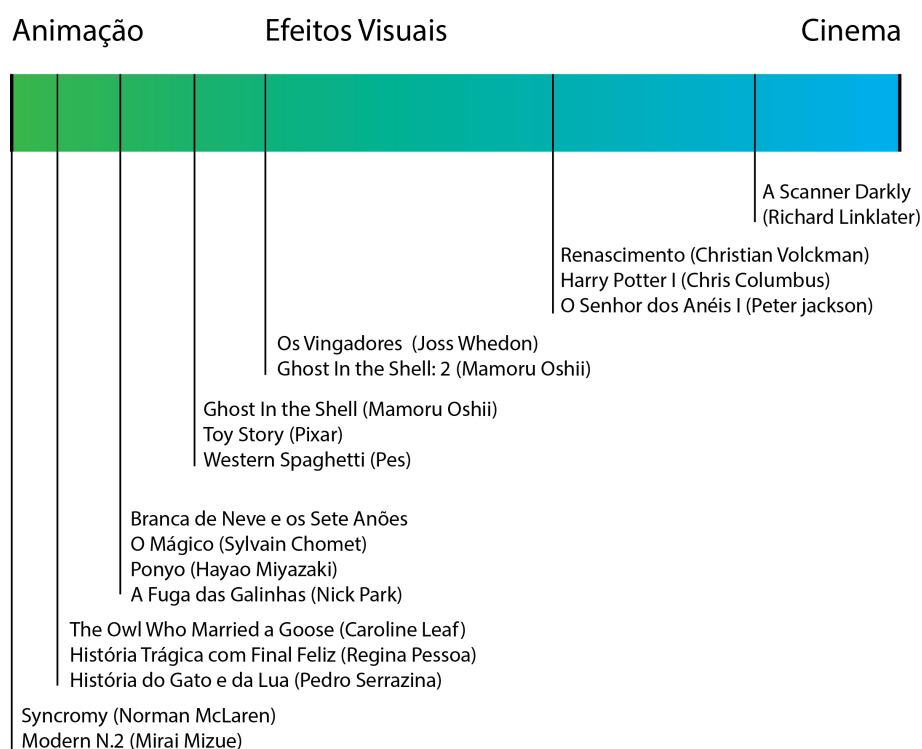 Animação
Efeitos Visuais
Cinema
A Scanner Darkly
(Richard Linklater)
Renascimento (Christian Volckman)
Harry Potter I (Chris Columbus)
O Senhor dos Anéis I (Peter jackson)
Os Vingadores (Joss Whedon)
Ghost In the Shell: 2 (Mamoru Oshii)
Ghost In the Shell (Mamoru Oshii)
Toy Story (Pixar)
Western Spaghetti (Pes)
Branca de Neve e os Sete Anões
O Mágico (Sylvain Chomet)
Ponyo (Hayao Miyazaki)
A Fuga das Galinhas (Nick Park)
The Owl Who Married a Goose (Caroline Leaf)
História Trágica com Final Feliz (Regina Pessoa)
História do Gato e da Lua (Pedro Serrazina)
Syncromy (Norman McLaren)
Modern N.2 (Mirai Mizue)